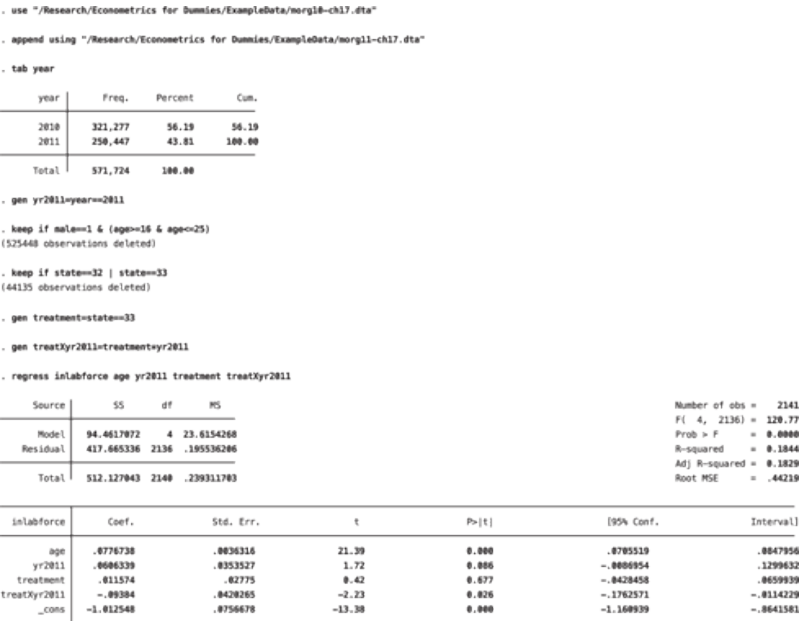 . use "/Research/Econometrics for Dummies/ExampleData/morg10-ch17.dta"
. append using "/Research/Econometrics for Dummies/ExampleData/morg11-ch17.dta"
. tab year
year Freq. Percent Cum.
2010 321,277 56.19 56.19
2011 250,447 43.81 100.00
Total 571,724 100.00
. gen yr2011=year==2011
. keep if male==1 & (age>=16 & age<=25)
(525448 observations deleted)
. keep if state==32 | state==33
(44135 observations deleted)
. gen treatment=state==33
. gen treatXyr2011=treatment*yr2011
. regress inlabforce age yr2011 treatment treatXyr2011
Source SS df MS Number of obs = 2141
F( 4, 2136) = 120.77
Model 94.4617072 4 23.6154268 Prob > F = 0.0000
Residual 417.665336 2136 .195536206 R-squared = 0.1844
Adj R-squared = 0.1829
Total 512.127043 2140 .239311703 Root MSE = .44219
inlabforce Coef. Std. Err. t P>|t| [95% Conf. Interval]
age .0776738 .0036316 21.39 0.000 .0705519 .0847956
yr2011 .0606339 .0353527 1.72 0.086 -.0086954 .1299632
treatment .011574 .02775 0.42 0.677 -.0428458 .0659939
treatXyr2011 -.09384 .0420265 -2.23 0.026 -.1762571 -.0114229
_cons -1.012548 .0756678 -13.38 0.000 -1.160939 -.8641581